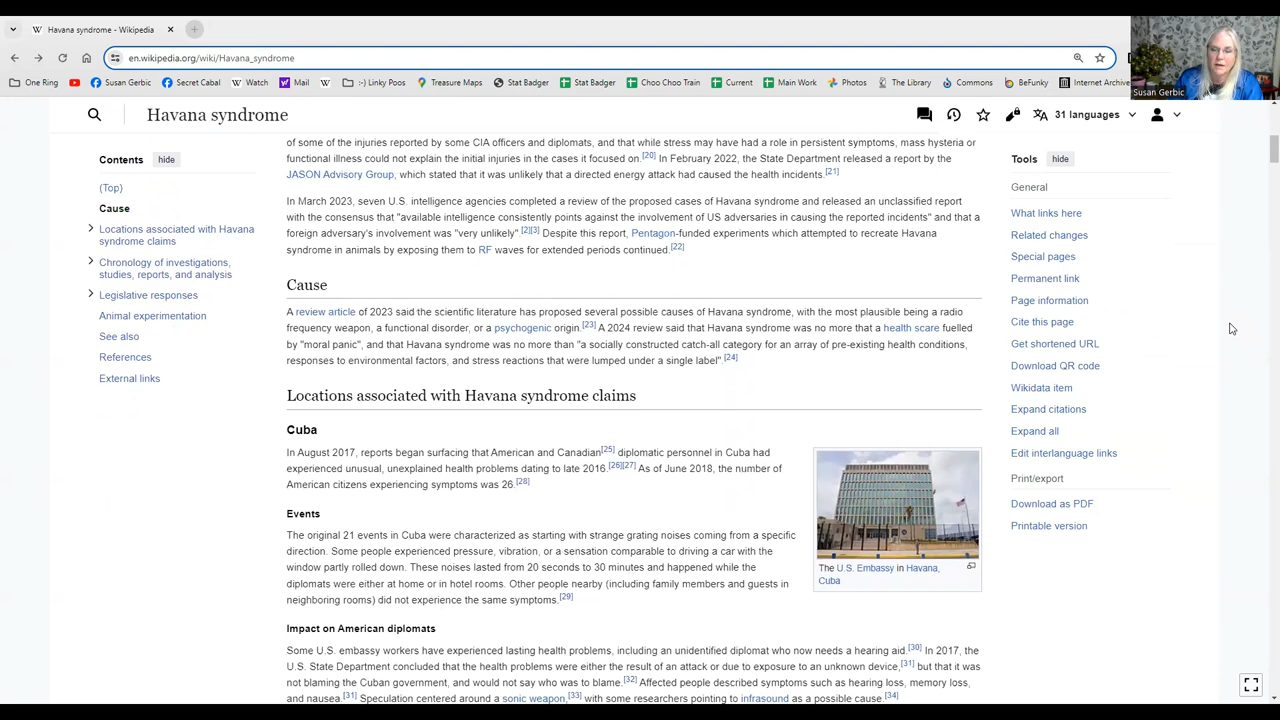 Havana syndrome - Wikipedia
en.wikipedia.org/wiki/Havana_syndrome
One Ring Susan Gerbic Secret Cabal Watch Mail :-) Linky Poos Treasure Maps Stat Badger Stat Badger Choo Choo Train Current Main Work Photos The Library Commons BeFunky Internet Archive
Susan Gerbic
Havana syndrome
31 languages
Contents hide
(Top)
Cause
Locations associated with Havana
syndrome claims
Chronology of investigations,
studies, reports, and analysis
Legislative responses
Animal experimentation
See also
References
External links
of some of the injuries reported by some CIA officers and diplomats, and that while stress may have had a role in persistent symptoms, mass hysteria or
functional illness could not explain the initial injuries in the cases it focused on.[20] In February 2022, the State Department released a report by the
JASON Advisory Group, which stated that it was unlikely that a directed energy attack had caused the health incidents.[21]
In March 2023, seven U.S. intelligence agencies completed a review of the proposed cases of Havana syndrome and released an unclassified report
with the consensus that "available intelligence consistently points against the involvement of US adversaries in causing the reported incidents" and that a
foreign adversary's involvement was "very unlikely".[2][3] Despite this report, Pentagon-funded experiments which attempted to recreate Havana
syndrome in animals by exposing them to RF waves for extended periods continued.[22]
Cause
A review article of 2023 said the scientific literature has proposed several possible causes of Havana syndrome, with the most plausible being a radio
frequency weapon, a functional disorder, or a psychogenic origin.[23] A 2024 review said that Havana syndrome was no more that a health scare fuelled
by "moral panic", and that Havana syndrome was no more than "a socially constructed catch-all category for an array of pre-existing health conditions,
responses to environmental factors, and stress reactions that were lumped under a single label".[24]
Locations associated with Havana syndrome claims
Cuba
In August 2017, reports began surfacing that American and Canadian[25] diplomatic personnel in Cuba had
experienced unusual, unexplained health problems dating to late 2016.[26][27] As of June 2018, the number of
American citizens experiencing symptoms was 26.[28]
Events
The original 21 events in Cuba were characterized as starting with strange grating noises coming from a specific
direction. Some people experienced pressure, vibration, or a sensation comparable to driving a car with the
window partly rolled down. These noises lasted from 20 seconds to 30 minutes and happened while the
diplomats were either at home or in hotel rooms. Other people nearby (including family members and guests in
neighboring rooms) did not experience the same symptoms.[29]
The U.S. Embassy in Havana,
Cuba
Impact on American diplomats
Some U.S. embassy workers have experienced lasting health problems, including an unidentified diplomat who now needs a hearing aid.[30] In 2017, the
U.S. State Department concluded that the health problems were either the result of an attack or due to exposure to an unknown device,[31] but that it was
not blaming the Cuban government, and would not say who was to blame.[32] Affected people described symptoms such as hearing loss, memory loss,
and nausea.[31] Speculation centered around a sonic weapon,[33] with some researchers pointing to infrasound as a possible cause.[34]
Tools hide
General
What links here
Related changes
Special pages
Permanent link
Page information
Cite this page
Get shortened URL
Download QR code
Wikidata item
Expand citations
Expand all
Edit interlanguage links
Print/export
Download as PDF
Printable version